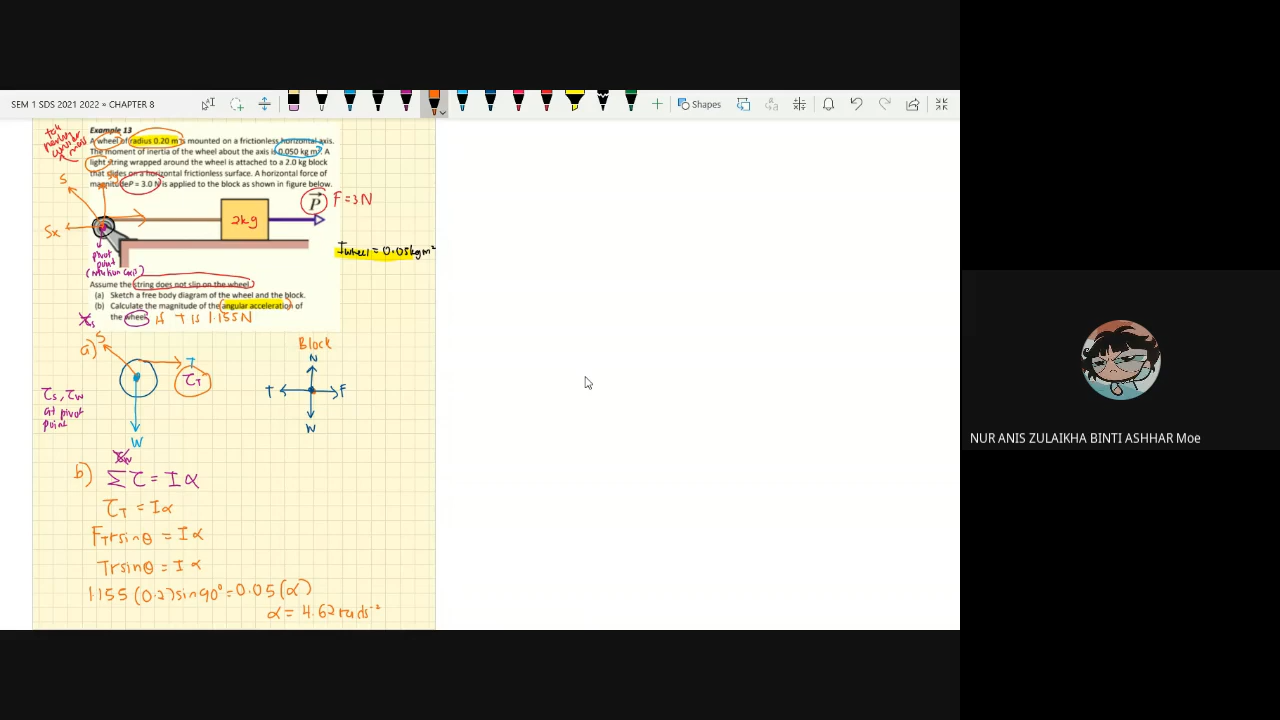 SEM 1 SDS 2021 2022 » CHAPTER 8
Shapes
Example 13
A wheel of radius 0.20 m is mounted on a frictionless horizontal axis.
The moment of inertia of the wheel about the axis is 0.050 kg m². A
light string wrapped around the wheel is attached to a 2.0 kg block
that slides on a horizontal frictionless surface. A horizontal force of
magnitude P = 3.0 N is applied to the block as shown in figure below.
S
Sx
2kg
P
F = 3N
pivot
point
I wheel = 0.05 kg m²
Assume the string does not slip on the wheel.
(a) Sketch a free body diagram of the wheel and the block.
(b) Calculate the magnitude of the angular acceleration of
the wheel if T is 1.155N
a)
S
T
τT
W
τs, τw
at pivot
point
Block
N
T
F
W
b) Στ = Iα
τT = Iα
FT r sin θ = Iα
Tr sin θ = Iα
1.155 (0.2) sin 90° = 0.05 (α)
α = 4.62 rad s⁻²
NUR ANIS ZULAIKHA BINTI ASHHAR Moe